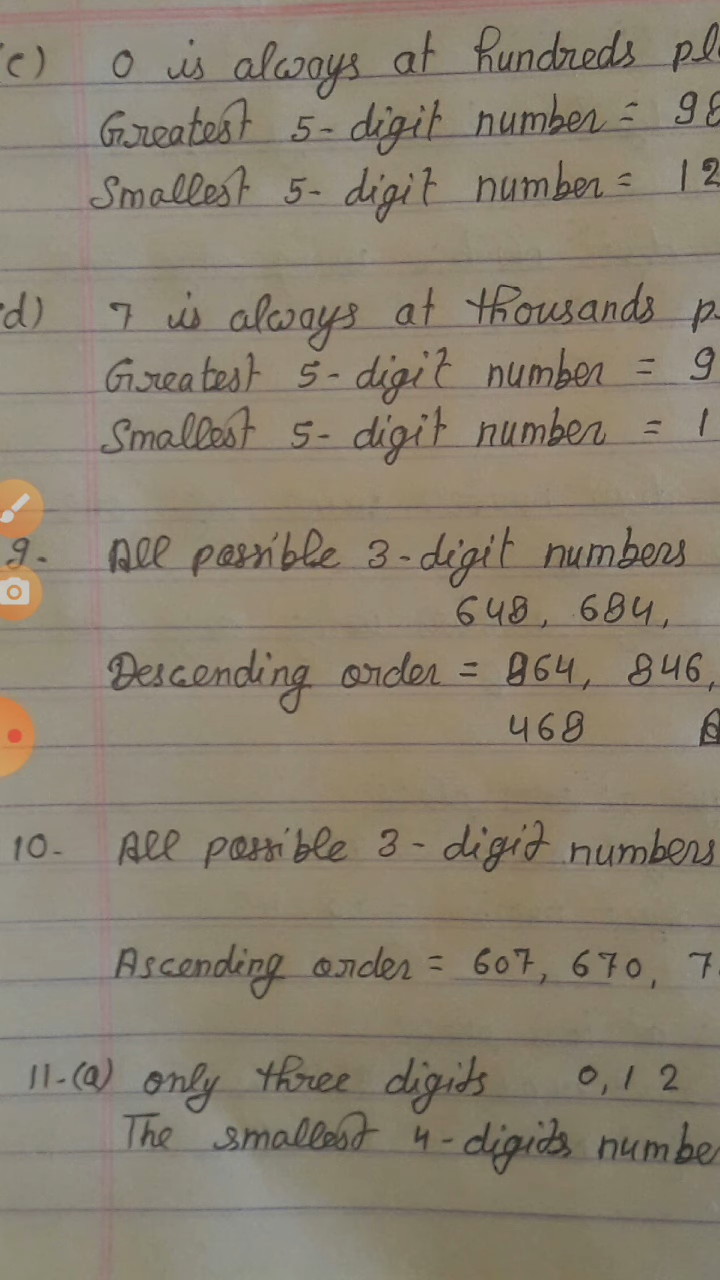 (c) 0 is always at hundreds pl
Greatest 5-digit number = 98
Smallest 5-digit number = 12
(d) 7 is always at thousands p
Greatest 5-digit number = 9
Smallest 5-digit number = 1
9. All possible 3-digit numbers
648, 684,
Descending order = 864, 846,
468
10- All possible 3-digit numbers
Ascending order = 607, 670, 7
11-(a) only three digits 0,1 2
The smallest 4-digits numbe